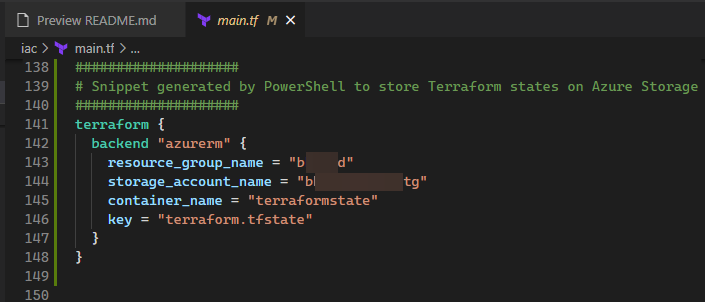 Preview README.md main.tf M ✕
iac > main.tf > ...
138 ####################
139 # Snippet generated by PowerShell to store Terraform states on Azure Storage
140 ####################
141 terraform {
142 backend "azurerm" {
143 resource_group_name = "b d"
144 storage_account_name = "b tg"
145 container_name = "terraformstate"
146 key = "terraform.tfstate"
147 }
148 }
149
150